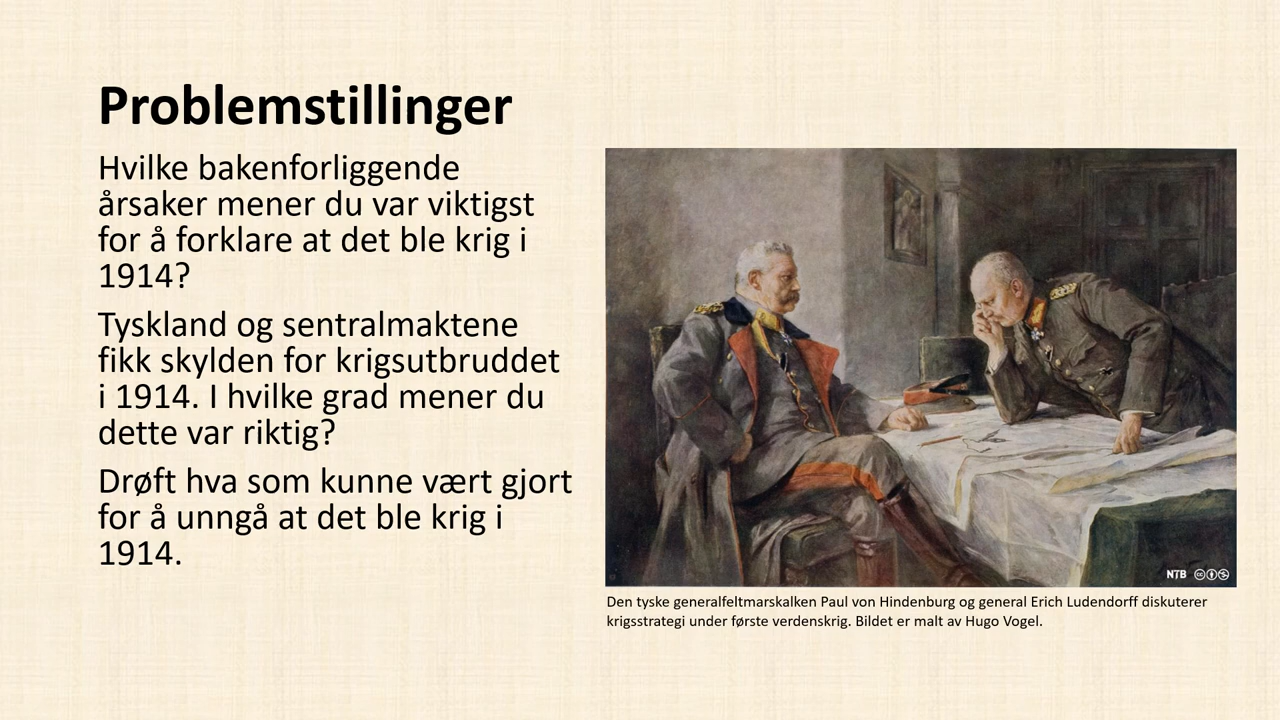 Problemstillinger
Hvilke bakenforliggende
årsaker mener du var viktigst
for å forklare at det ble krig i
1914?
Tyskland og sentralmaktene
fikk skylden for krigsutbruddet
i 1914. I hvilke grad mener du
dette var riktig?
Drøft hva som kunne vært gjort
for å unngå at det ble krig i
1914.
NTB
Den tyske generalfeltmarskalken Paul von Hindenburg og general Erich Ludendorff diskuterer
krigsstrategi under første verdenskrig. Bildet er malt av Hugo Vogel.